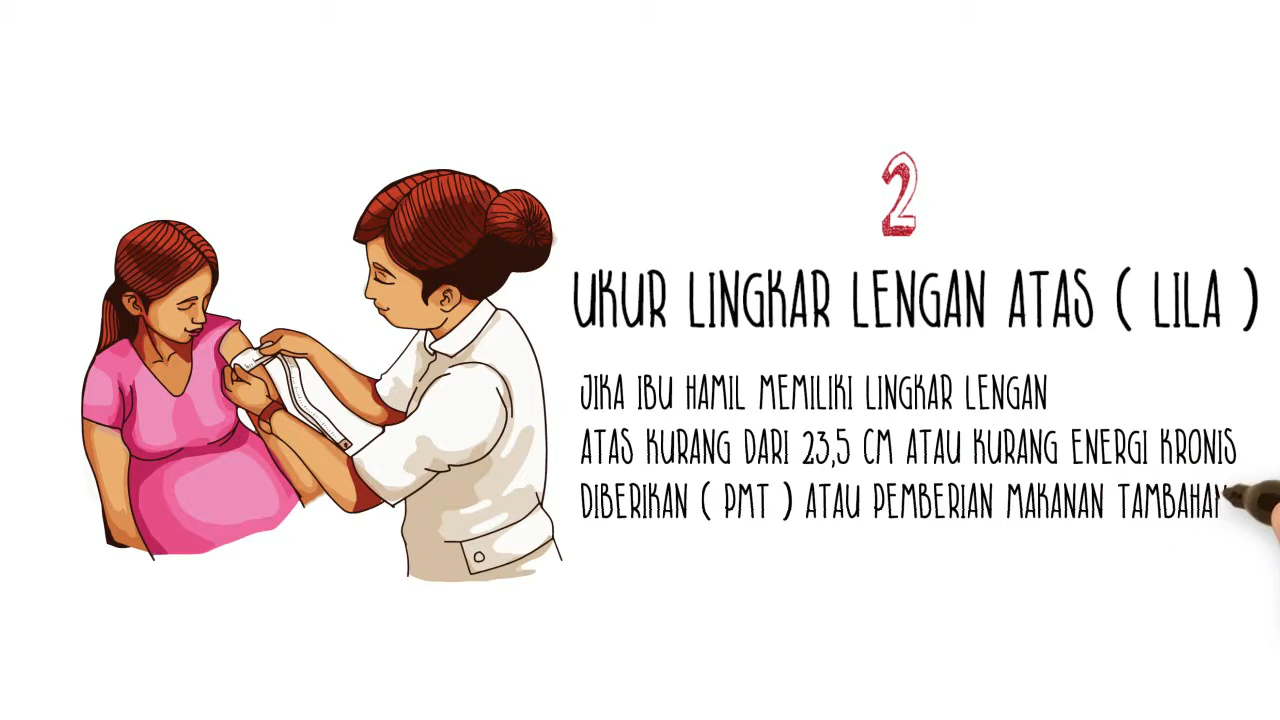 2
UKUR LINGKAR LENGAN ATAS ( LILA )
JIKA IBU HAMIL MEMILIKI LINGKAR LENGAN
ATAS KURANG DARI 23,5 CM ATAU KURANG ENERGI KRONIS
DIBERIKAN ( PMT ) ATAU PEMBERIAN MAKANAN TAMBAHAN